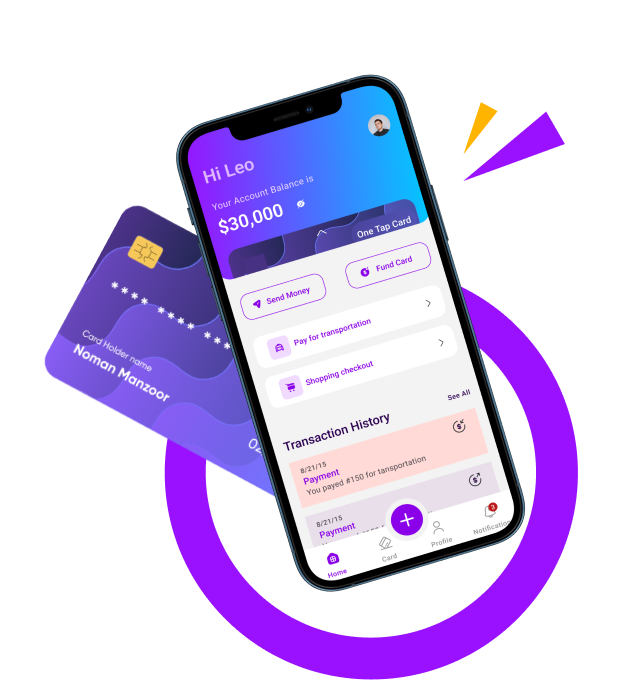 Hi Leo
Your Account Balance is
$30,000
One Tap Card
Send Money
Fund Card
Pay for transportation
Shopping checkout
Transaction History
See All
8/21/15
Payment
You payed #150 for tansportation
8/21/15
Payment
Home
Card
Profile
Notification
3
**** **** ****
Card Holder name
Noman Manzoor
02